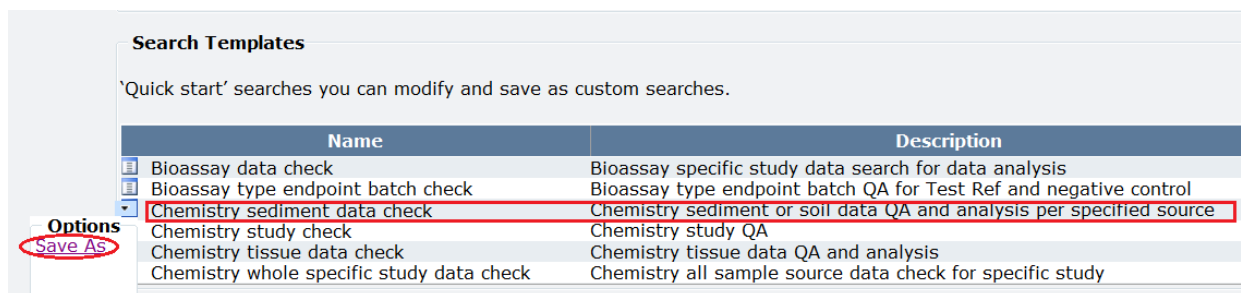 Search Templates
‘Quick start’ searches you can modify and save as custom searches.
Name Description
Bioassay data check Bioassay specific study data search for data analysis
Bioassay type endpoint batch check Bioassay type endpoint batch QA for Test Ref and negative control
Chemistry sediment data check Chemistry sediment or soil data QA and analysis per specified source
Options
Chemistry study check Chemistry study QA
Save As
Chemistry tissue data check Chemistry tissue data QA and analysis
Chemistry whole specific study data check Chemistry all sample source data check for specific study